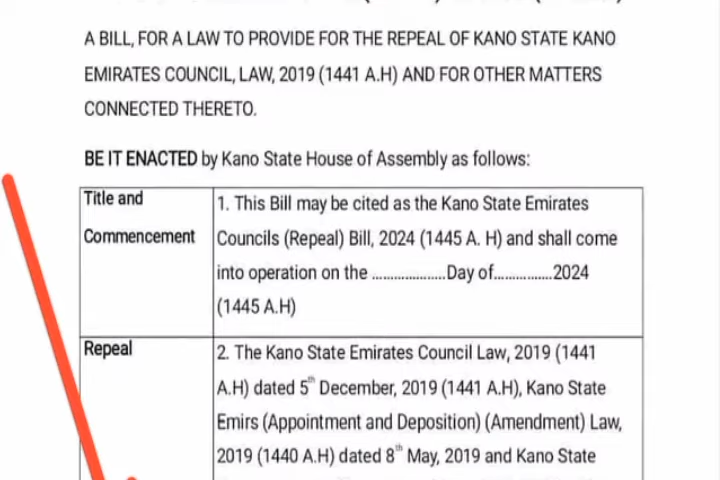 A BILL, FOR A LAW TO PROVIDE FOR THE REPEAL OF KANO STATE KANO
EMIRATES COUNCIL, LAW, 2019 (1441 A.H) AND FOR OTHER MATTERS
CONNECTED THERETO.
BE IT ENACTED by Kano State House of Assembly as follows:
Title and
Commencement
1. This Bill may be cited as the Kano State Emirates
Councils (Repeal) Bill, 2024 (1445 A. H) and shall come
into operation on the ....................Day of................2024
(1445 A.H)
Repeal
2. The Kano State Emirates Council Law, 2019 (1441
A.H) dated 5th December, 2019 (1441 A.H), Kano State
Emirs (Appointment and Deposition) (Amendment) Law,
2019 (1440 A.H) dated 8th May, 2019 and Kano State